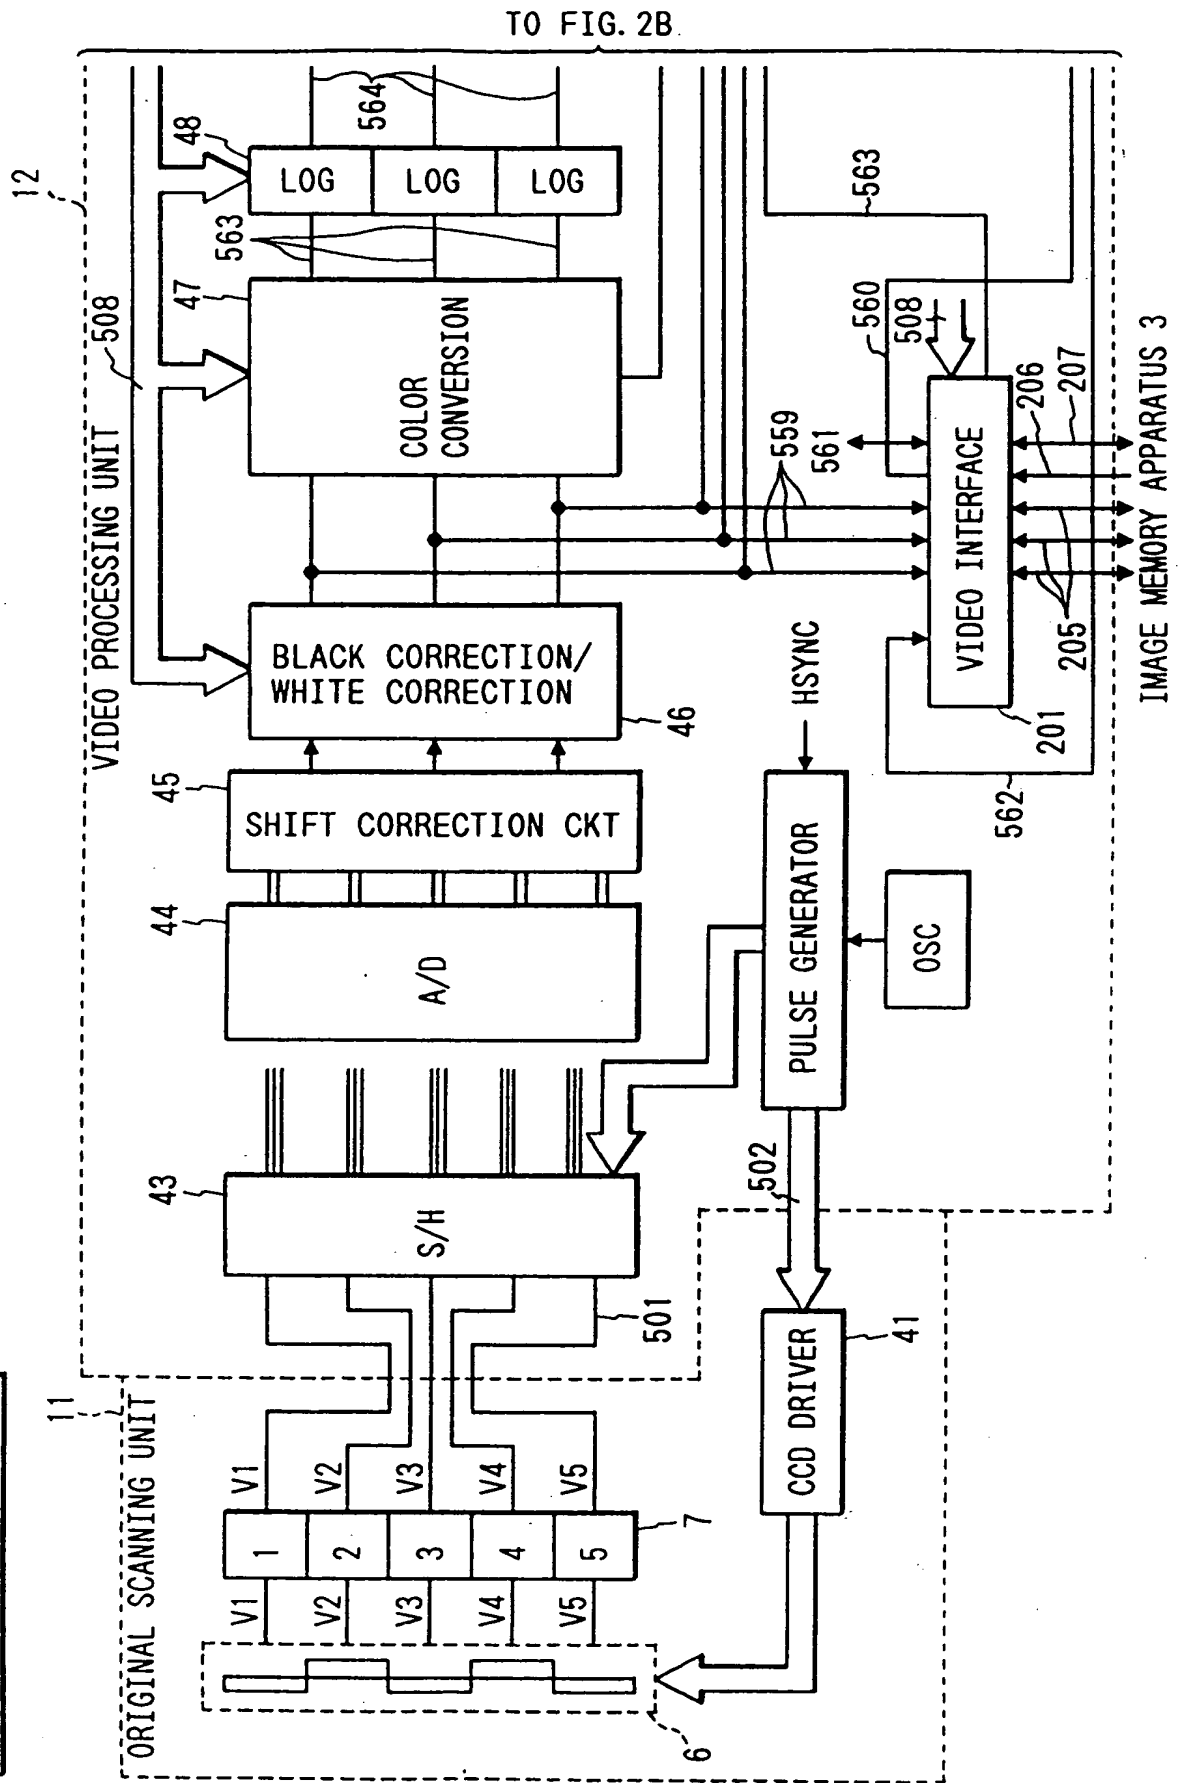 TO FIG. 2B
12
VIDEO PROCESSING UNIT
508
48
LOG
LOG
LOG
564
563
47
COLOR
CONVERSION
559
46
BLACK CORRECTION/
WHITE CORRECTION
45
SHIFT CORRECTION CKT
44
A/D
43
S/H
501
563
560
508
561
206
207
205
VIDEO INTERFACE
201
562
IMAGE MEMORY APPARATUS 3
HSYNC
PULSE GENERATOR
OSC
502
11
ORIGINAL SCANNING UNIT
V1
V2
V3
V4
V5
1
2
3
4
5
7
V1
V2
V3
V4
V5
6
CCD DRIVER
41